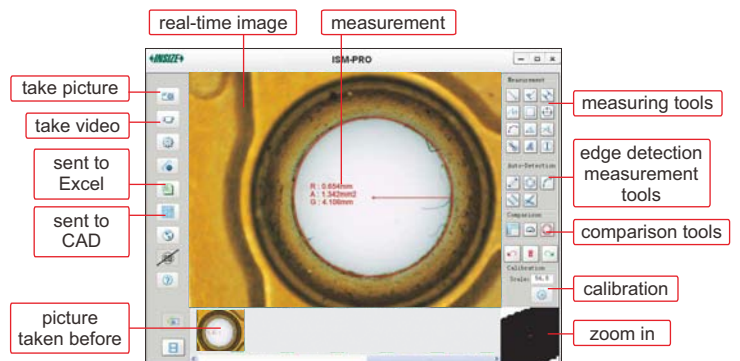 real-time image
measurement
INSIZE
ISM-PRO
take picture
take video
sent to
Excel
sent to
CAD
picture
taken before
R : 0.654mm
A : 1.342mm2
G : 4.108mm
Measurement
measuring tools
Auto-Detection
edge detection
measurement
tools
Comparison
comparison tools
Calibration
Scale:
calibration
zoom in